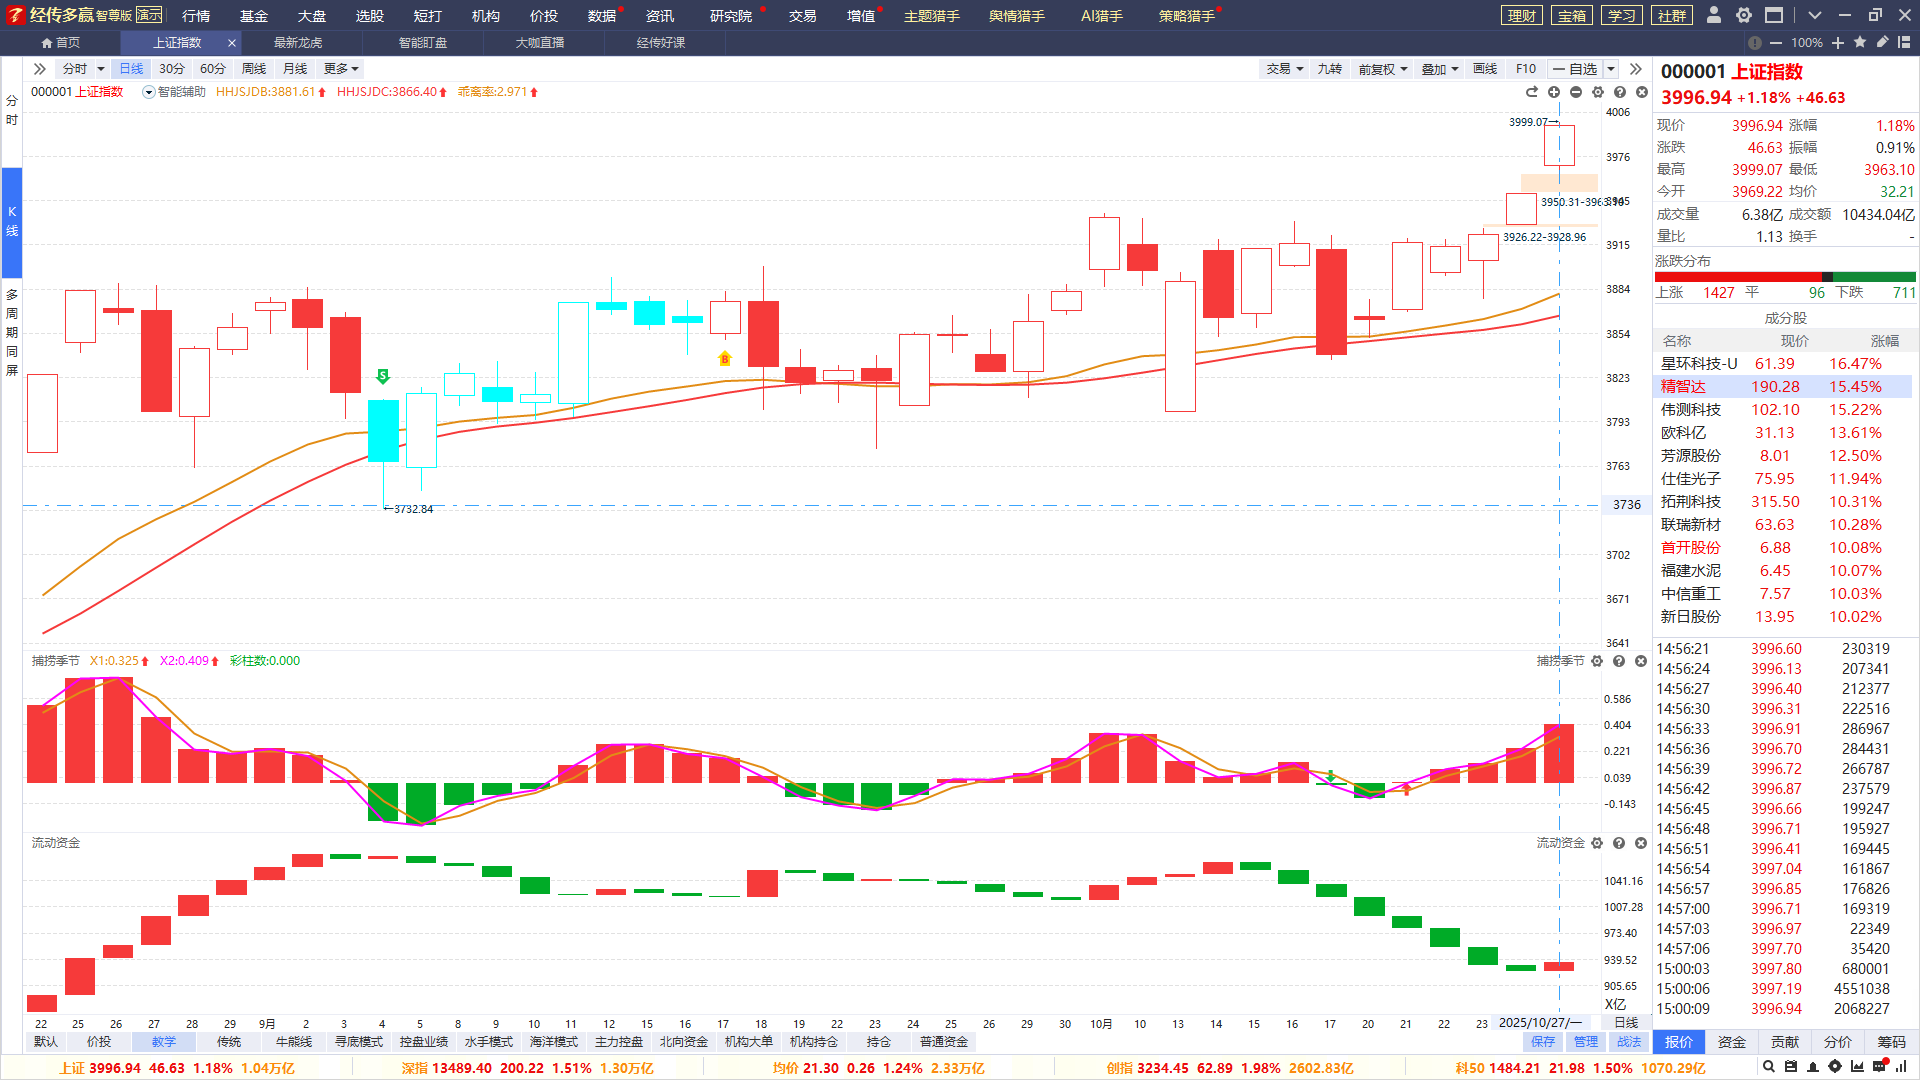 经传多赢 智尊版 演示 行情 基金 大盘 选股 短打 机构 价投 数据 资讯 研究院 交易 增值 主题猎手 舆情猎手 AI猎手 策略猎手 理财 宝箱 学习 社群
首页 上证指数 × 最新龙虎 智能盯盘 大咖直播 经传好课 100%
分时 日线 30分 60分 周线 月线 更多 交易 九转 前复权 叠加 画线 F10 自选
000001 上证指数 智能辅助 HHJSJDB:3881.61 HHJSJDC:3866.40 乖离率:2.971
分时
K线
多周期同屏
4006
3976
3945
3915
3884
3854
3823
3793
3763
3736
3702
3671
3641
3999.07
3950.31-3963.10
3926.22-3928.96
S
B
3732.84
捕捞季节 X1:0.325 X2:0.409 彩柱数:0.000 捕捞季节
0.586
0.404
0.221
0.039
-0.143
流动资金 流动资金
1041.16
1007.28
973.40
939.52
905.65
X亿
22 25 26 27 28 29 9月 2 3 4 5 8 9 10 11 12 15 16 17 18 19 22 23 24 25 26 29 30 10月 10 13 14 15 16 17 20 21 22 23 2025/10/27/一 日线
默认 价投 教学 传统 牛熊线 寻底模式 控盘业绩 水手模式 海洋模式 主力控盘 北向资金 机构大单 机构持仓 持仓 普通资金 保存 管理 战法
000001 上证指数
3996.94 +1.18% +46.63
现价 3996.94 涨幅 1.18%
涨跌 46.63 振幅 0.91%
最高 3999.07 最低 3963.10
今开 3969.22 均价 32.21
成交量 6.38亿 成交额 10434.04亿
量比 1.13 换手 -
涨跌分布
上涨 1427 平 96 下跌 711
成分股
名称 现价 涨幅
星环科技-U 61.39 16.47%
精智达 190.28 15.45%
伟测科技 102.10 15.22%
欧科亿 31.13 13.61%
芳源股份 8.01 12.50%
仕佳光子 75.95 11.94%
拓荆科技 315.50 10.31%
联瑞新材 63.63 10.28%
首开股份 6.88 10.08%
福建水泥 6.45 10.07%
中信重工 7.57 10.03%
新日股份 13.95 10.02%
14:56:21 3996.60 230319
14:56:24 3996.13 207341
14:56:27 3996.40 212377
14:56:30 3996.31 222516
14:56:33 3996.91 286967
14:56:36 3996.70 284431
14:56:39 3996.72 266787
14:56:42 3996.87 237579
14:56:45 3996.66 199247
14:56:48 3996.71 195927
14:56:51 3996.41 169445
14:56:54 3997.04 161867
14:56:57 3996.85 176826
14:57:00 3996.71 169319
14:57:03 3996.97 22349
14:57:06 3997.70 35420
15:00:03 3997.80 680001
15:00:06 3997.19 4551038
15:00:09 3996.94 2068227
报价 资金 贡献 分价 筹码
上证 3996.94 46.63 1.18% 1.04万亿 深指 13489.40 200.22 1.51% 1.30万亿 均价 21.30 0.26 1.24% 2.33万亿 创指 3234.45 62.89 1.98% 2602.83亿 科50 1484.21 21.98 1.50% 1070.29亿